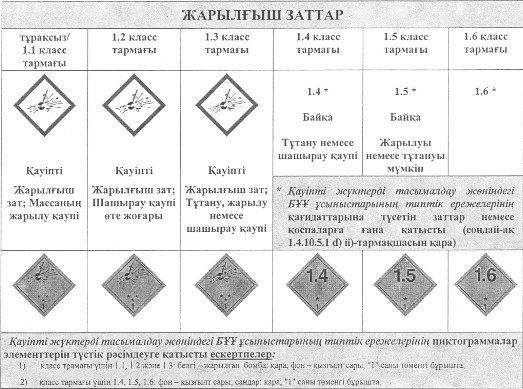 ЖАРЫЛҒЫШ ЗАТТАР
тұрақсыз/
1.1 класс
тармағы
1.2 класс
тармағы
1.3 класс
тармағы
1.4 класс
тармағы
1.5 класс
тармағы
1.6 класс
тармағы
Қауіпті
Жарылғыш
зат; Массаның
жарылу қаупі
Қауіпті
Жарылғыш зат;
Шашырау қаупі
өте жоғары
Қауіпті
Жарылғыш зат;
Тұтану, жарылу
немесе
шашырау қаупі
1.4 *
Байқа
Тұтану немесе
шашырау қаупі
1.5 *
Байқа
Жарылуы
немесе тұтануы
мүмкін
1.6 *
* Қауіпті жүктерді тасымалдау жөніндегі
БҰҰ ұсыныстарының типтік ережелерінің
қағидаттарына түсетін заттар немесе
қоспаларға ғана қатысты (сондай-ақ
1.4.10.5.1 d) ii)-тармақшасын қара)
*
1
*
1
*
1
1.4
*
1
1.5
*
1
1.6
*
1
Қауіпті жүктерді тасымалдау жөніндегі БҰҰ ұсыныстарының типтік ережелерінің пиктограммалар
элементтерін түстік рәсімдеуге қатысты ескертпелер:
1) класс трамағы үшін 1.1, 1.2 және 1.3: белгі – жарылған бомба: қара; фон – қызғылт сары; "1" саны төменгі бұрышта,
2) класс тармағы үшін 1.4, 1.5, 1.6: фон – қызғылт сары; сандар: қара; "1" саны төменгі бұрышта,